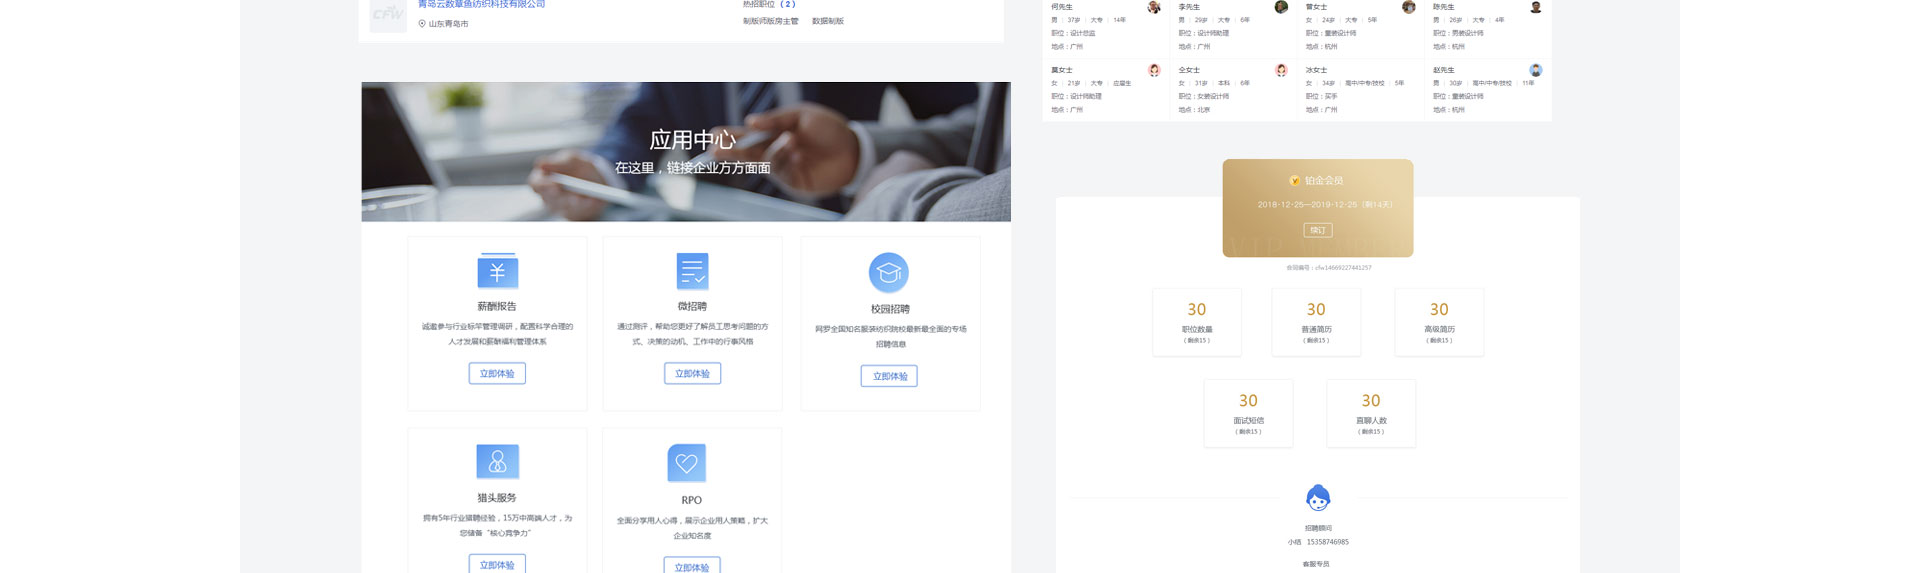 青岛云数章鱼纺织科技有限公司
热招职位 ( 2 )
CFW
山东青岛市
制版师版房主管 数据制版
应用中心
在这里，链接企业方方面面
薪酬报告
诚邀参与行业标竿管理调研，配置科学合理的
人才发展和薪酬福利管理体系
立即体验
微招聘
通过测评，帮助您更好了解员工思考问题的方
式、决策的动机、工作中的行事风格
立即体验
校园招聘
网罗全国知名服装纺织院校最新最全面的专场
招聘信息
立即体验
猎头服务
拥有5年行业猎聘经验，15万中高端人才，为
您储备“核心竞争力”
立即体验
RPO
全面分享用人心得，展示企业用人策略，扩大
企业知名度
立即体验
何先生
男 37岁 大专 14年
职位：设计总监
地点：广州
李先生
男 29岁 大专 6年
职位：设计师助理
地点：广州
曾女士
女 24岁 大专 5年
职位：童装设计师
地点：杭州
陈先生
男 26岁 大专 4年
职位：男装设计师
地点：杭州
莫女士
女 21岁 大专 应届生
职位：设计师助理
地点：广州
仝女士
女 31岁 本科 6年
职位：女装设计师
地点：北京
冰女士
女 34岁 高中/中专/技校 5年
职位：买手
地点：广州
赵先生
男 30岁 高中/中专/技校 11年
职位：童装设计师
地点：杭州
铂金会员
2018-12-25—2019-12-25 (剩14天)
续订
合同编号：cfw14669227441257
30
职位数量
( 剩余15 )
30
普通简历
( 剩余15 )
30
高级简历
( 剩余15 )
30
面试短信
( 剩余15 )
30
直聊人数
( 剩余15 )
招聘顾问
小杨 15358746985
客服专员